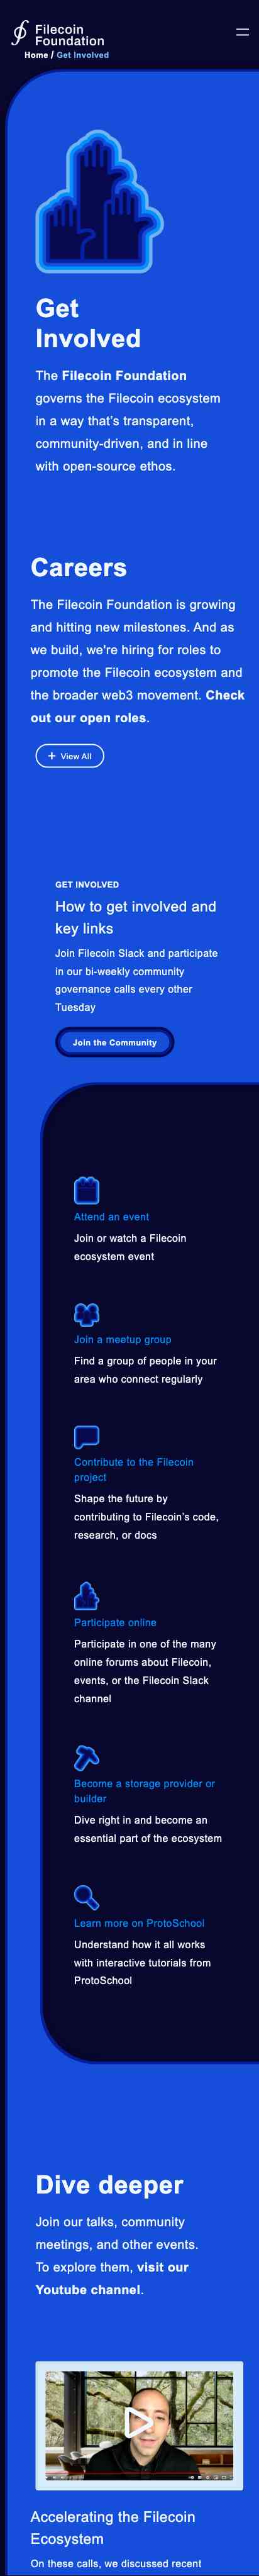 Filecoin
Foundation
Home / Get Involved
Get
Involved
The Filecoin Foundation
governs the Filecoin ecosystem
in a way that’s transparent,
community-driven, and in line
with open-source ethos.
Careers
The Filecoin Foundation is growing
and hitting new milestones. And as
we build, we're hiring for roles to
promote the Filecoin ecosystem and
the broader web3 movement. Check
out our open roles.
+ View All
GET INVOLVED
How to get involved and
key links
Join Filecoin Slack and participate
in our bi-weekly community
governance calls every other
Tuesday
Join the Community
Attend an event
Join or watch a Filecoin
ecosystem event
Join a meetup group
Find a group of people in your
area who connect regularly
Contribute to the Filecoin
project
Shape the future by
contributing to Filecoin’s code,
research, or docs
Participate online
Participate in one of the many
online forums about Filecoin,
events, or the Filecoin Slack
channel
Become a storage provider or
builder
Dive right in and become an
essential part of the ecosystem
Learn more on ProtoSchool
Understand how it all works
with interactive tutorials from
ProtoSchool
Dive deeper
Join our talks, community
meetings, and other events.
To explore them, visit our
Youtube channel.
Accelerating the Filecoin
Ecosystem
On these calls, we discussed recent